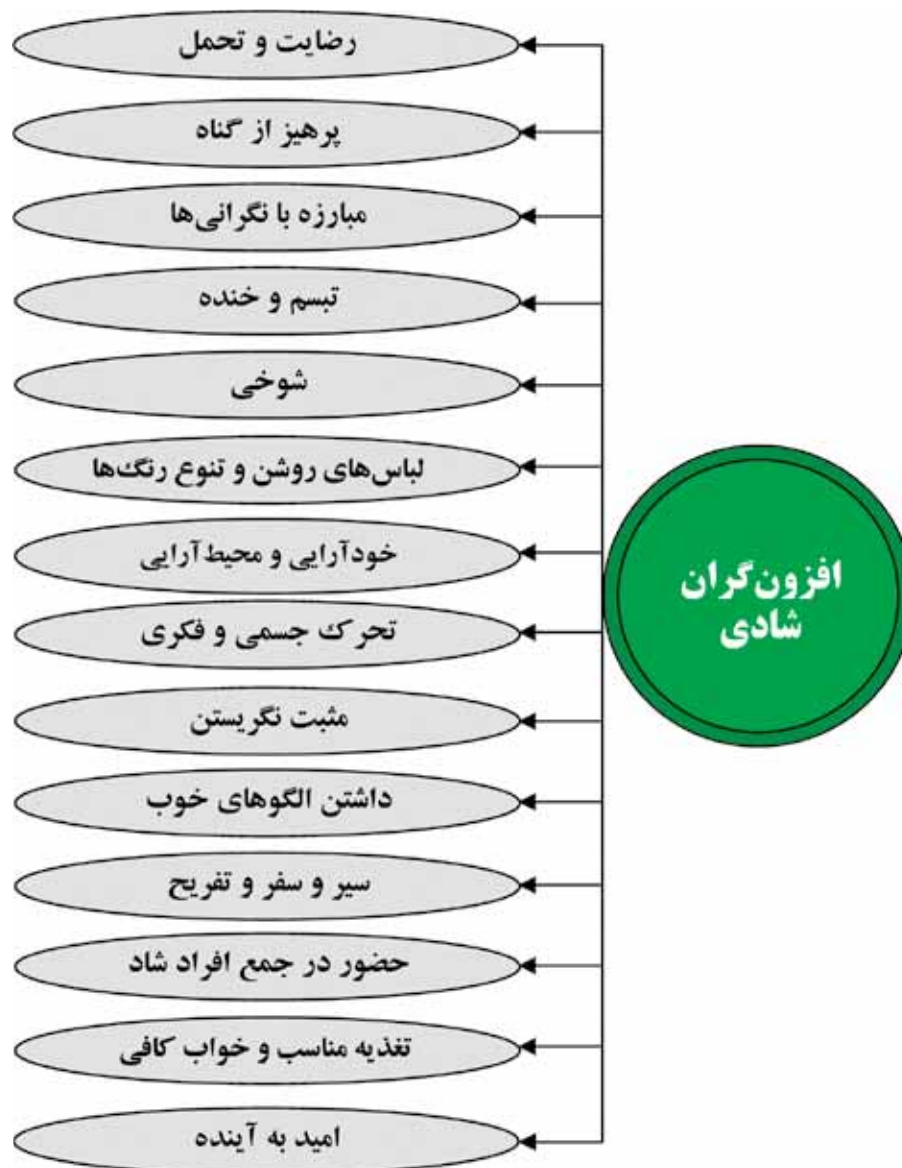 افزون‌گران
شادی
رضایت و تحمل
پرهیز از گناه
مبارزه با نگرانی‌ها
تبسم و خنده
شوخی
لباس‌های روشن و تنوع رنگ‌ها
خودآرایی و محیط‌آرایی
تحرک جسمی و فکری
مثبت نگریستن
داشتن الگوهای خوب
سیر و سفر و تفریح
حضور در جمع افراد شاد
تغذیه مناسب و خواب کافی
امید به آینده